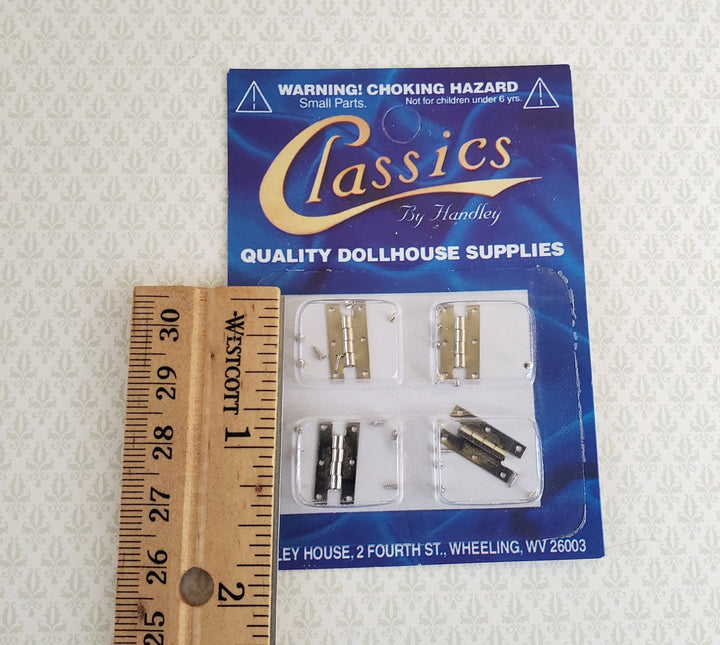 WARNING! CHOKING HAZARD
Small Parts. Not for children under 6 yrs.
Classics
By Handley
QUALITY DOLLHOUSE SUPPLIES
LEY HOUSE, 2 FOURTH ST., WHEELING, WV 26003
WESTCOTT
1
2
30
29
28
27
26
25